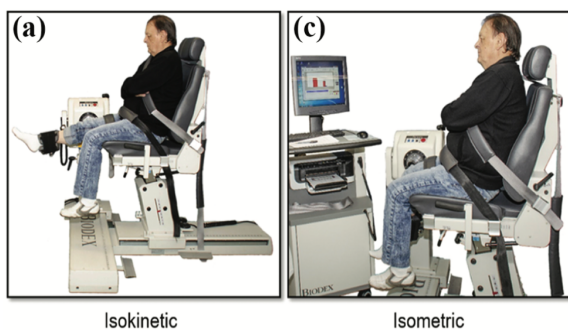 (a)
(c)
BIODEX
BIODEX
Isokinetic
Isometric